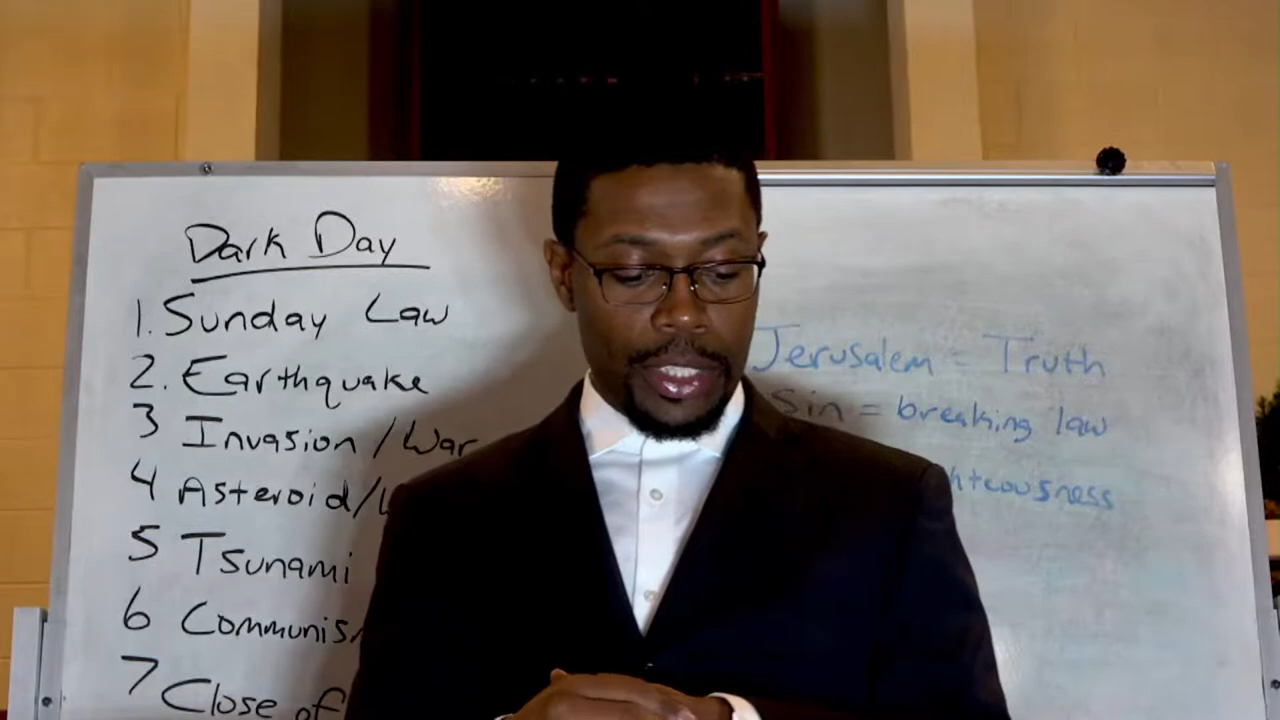 Dark Day
1. Sunday Law
2. Earthquake
3 Invasion / War
4 Asteroid/
5 Tsunami
6 Communis
7 Close of
Jerusalem = Truth
Sin = breaking law
hteousness